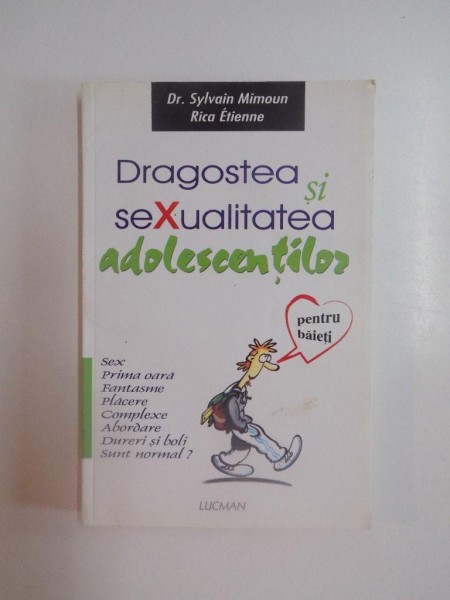 Dr. Sylvain Mimoun
Rica Étienne
Dragostea și
seXualitatea
adolescenților
pentru
băieți
Sex
Prima oară
Fantasme
Plăcere
Complexe
Abordare
Dureri și boli
Sunt normal ?
LUCMAN